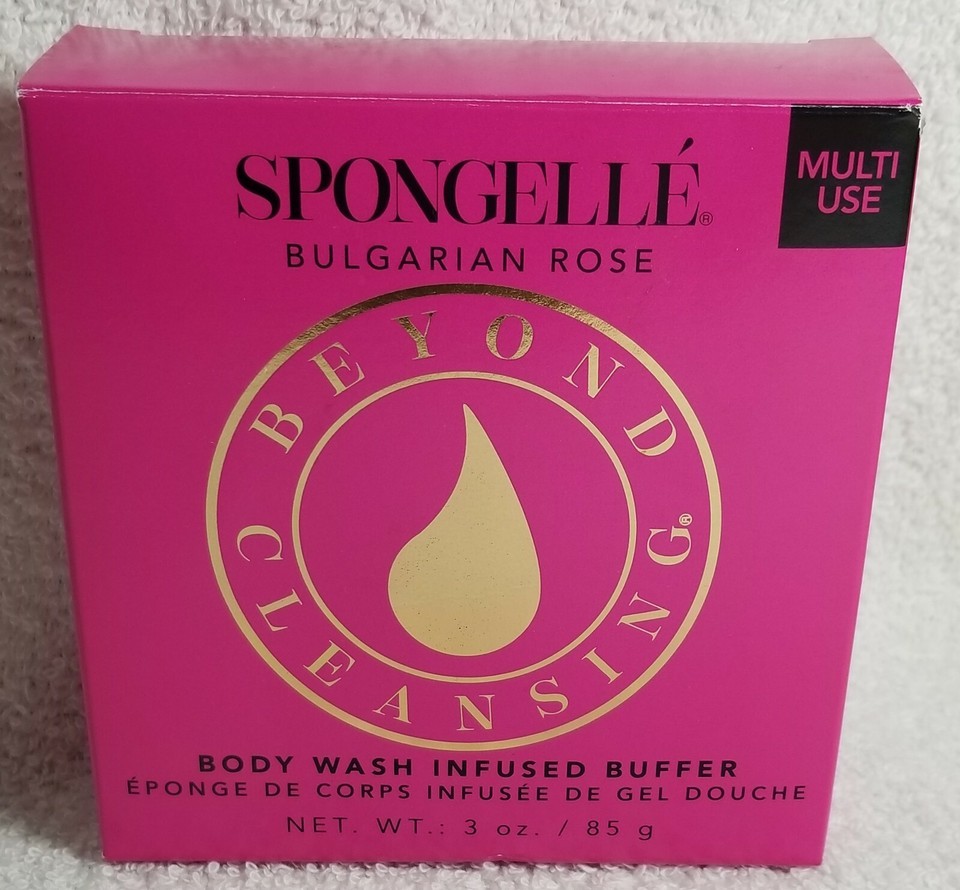 SPONGELLÉ®
MULTI
USE
BULGARIAN ROSE
BEYOND
CLEANSING®
BODY WASH INFUSED BUFFER
ÉPONGE DE CORPS INFUSÉE DE GEL DOUCHE
NET. WT.: 3 oz. / 85 g